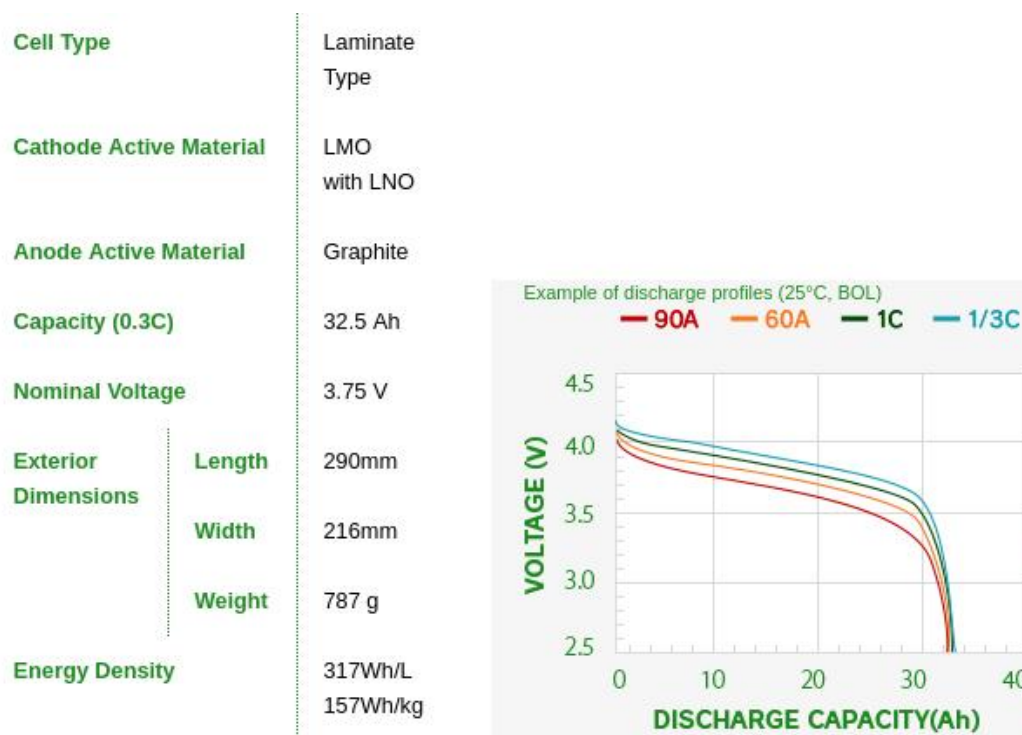 Cell Type
Laminate
Type
Cathode Active Material
LMO
with LNO
Anode Active Material
Graphite
Capacity (0.3C)
32.5 Ah
Nominal Voltage
3.75 V
Exterior
Dimensions
Length
290mm
Width
216mm
Weight
787 g
Energy Density
317Wh/L
157Wh/kg
Example of discharge profiles (25°C, BOL)
90A 60A 1C 1/3C
4.5
4.0
3.5
3.0
2.5
VOLTAGE (V)
0 10 20 30 40
DISCHARGE CAPACITY(Ah)